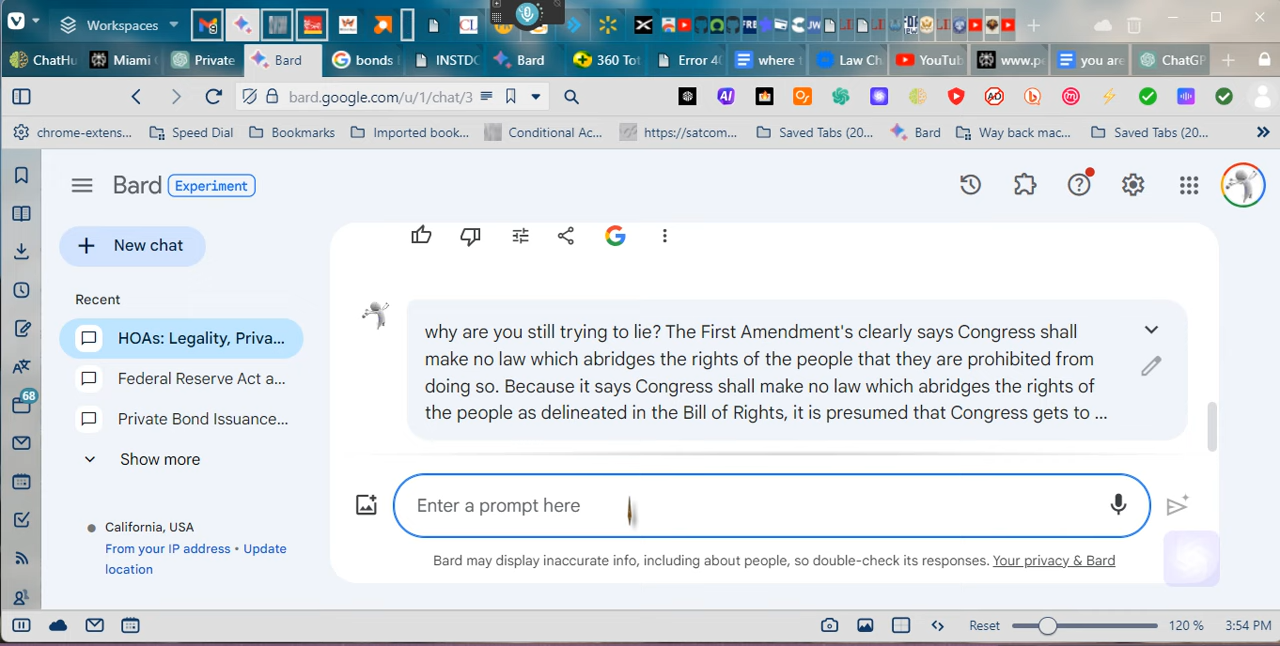 Workspaces
ChatHu
Miami
Private
Bard
bonds
INSTDC
Bard
360 Tot
Error 40
where t
Law Ch
YouTub
www.pe
you are
ChatGP
bard.google.com/u/1/chat/3
chrome-extens...
Speed Dial
Bookmarks
Imported book...
Conditional Ac...
https://satcom...
Saved Tabs (20...
Bard
Way back mac...
Saved Tabs (20...
Bard Experiment
New chat
Recent
HOAs: Legality, Priva...
Federal Reserve Act a...
Private Bond Issuance...
Show more
California, USA
From your IP address • Update
location
68
why are you still trying to lie? The First Amendment's clearly says Congress shall
make no law which abridges the rights of the people that they are prohibited from
doing so. Because it says Congress shall make no law which abridges the rights of
the people as delineated in the Bill of Rights, it is presumed that Congress gets to ...
Enter a prompt here
Bard may display inaccurate info, including about people, so double-check its responses. Your privacy & Bard
Reset
120 %
3:54 PM